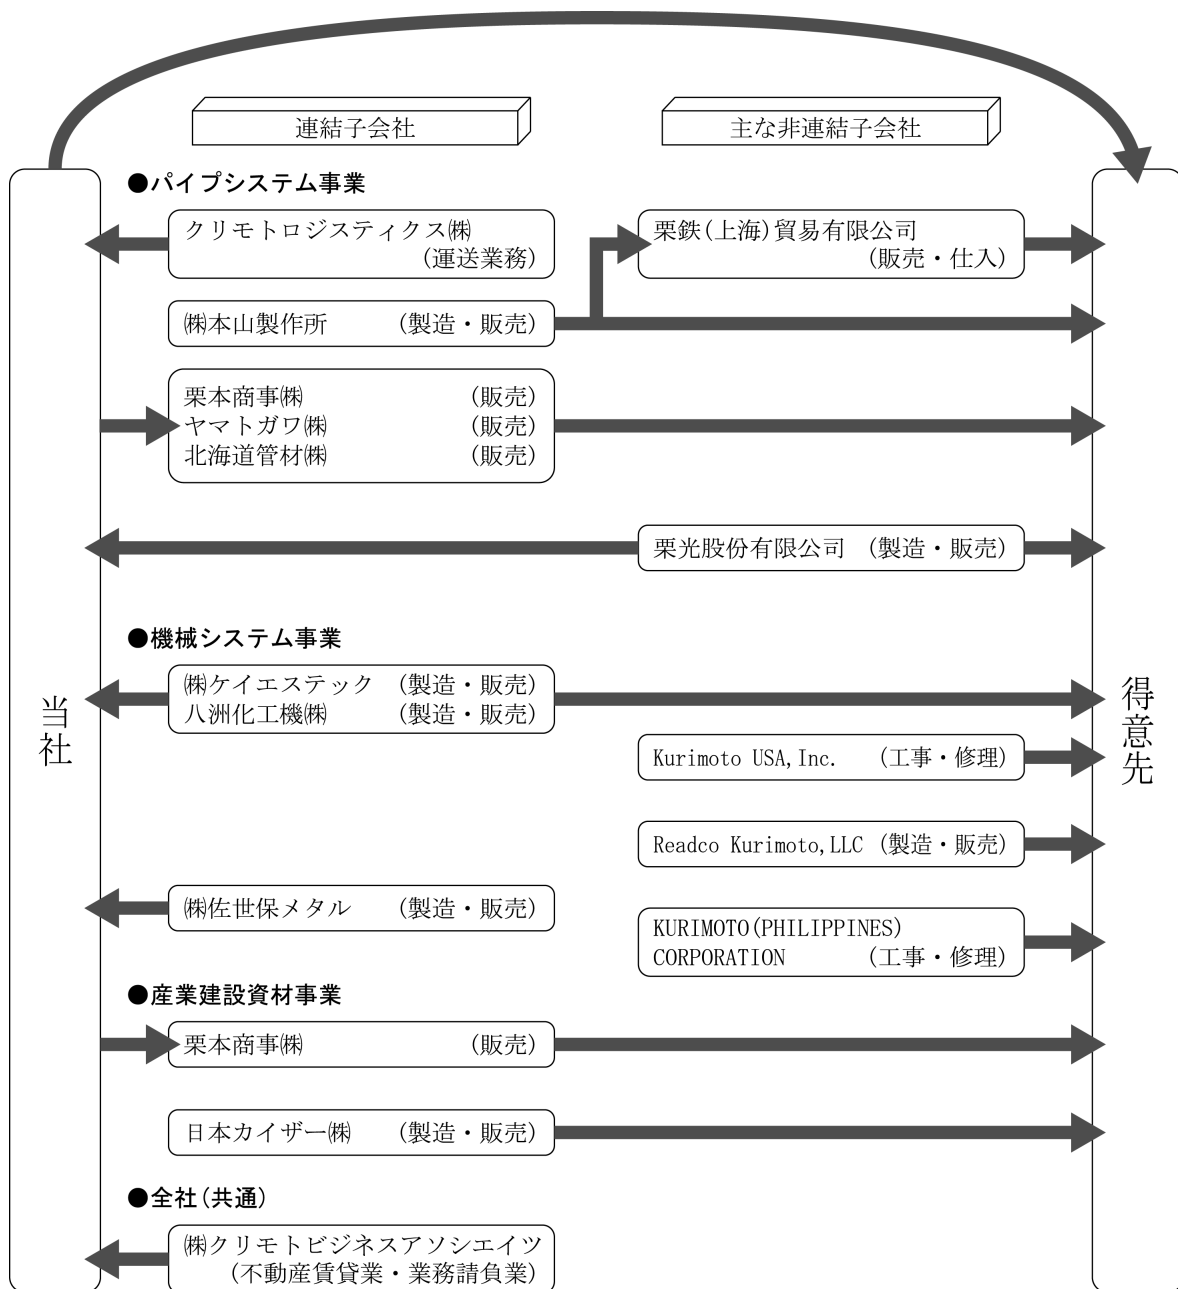 連結子会社
主な非連結子会社
●パイプシステム事業
クリモトロジスティクス㈱
(運送業務)
栗鉄(上海)貿易有限公司
(販売・仕入)
㈱本山製作所 (製造・販売)
栗本商事㈱ (販売)
ヤマトガワ㈱ (販売)
北海道管材㈱ (販売)
栗光股份有限公司 (製造・販売)
●機械システム事業
㈱ケイエステック (製造・販売)
八洲化工機㈱ (製造・販売)
当社
得意先
Kurimoto USA,Inc. (工事・修理)
Readco Kurimoto,LLC (製造・販売)
㈱佐世保メタル (製造・販売)
KURIMOTO(PHILIPPINES)
CORPORATION (工事・修理)
●産業建設資材事業
栗本商事㈱ (販売)
日本カイザー㈱ (製造・販売)
●全社(共通)
㈱クリモトビジネスアソシエイツ
(不動産賃貸業・業務請負業)